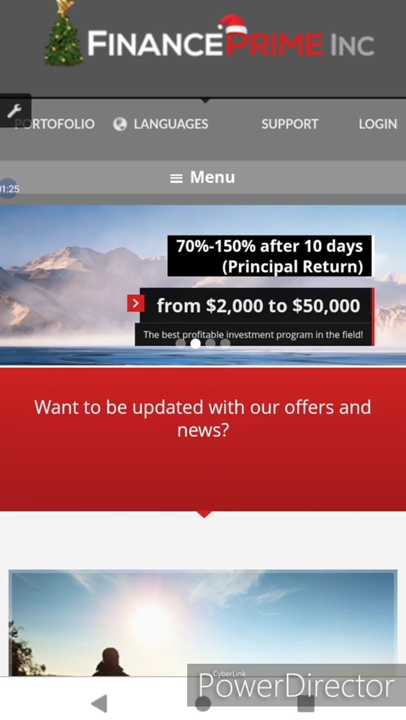 FINANCEPRIME INC
PORTOFOLIO LANGUAGES SUPPORT LOGIN
Menu
01:25
70%-150% after 10 days
(Principal Return)
from $2,000 to $50,000
The best profitable investment program in the field!
Want to be updated with our offers and
news?
CyberLink
PowerDirector